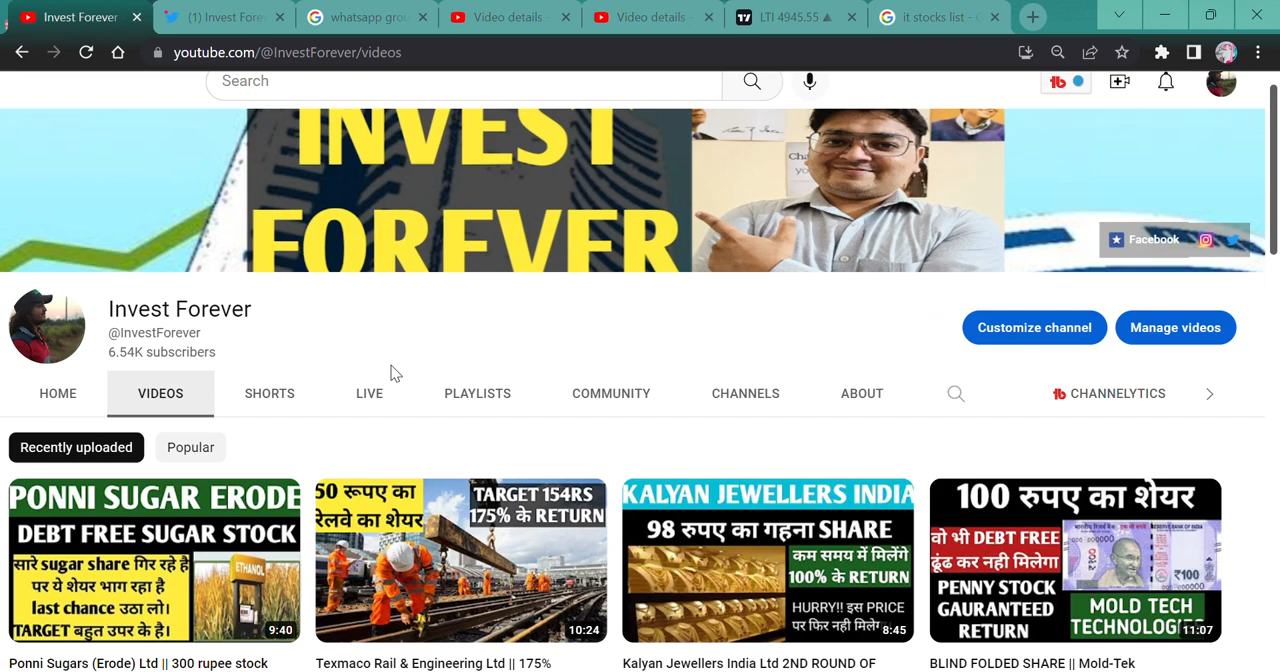 Invest Forever
(1) Invest Fore
whatsapp grou
Video details -
Video details -
LTI 4945.55 ▲
it stocks list - G
youtube.com/@InvestForever/videos
Search
INVEST
FOREVER
Facebook
Invest Forever
@InvestForever
6.54K subscribers
Customize channel
Manage videos
HOME
VIDEOS
SHORTS
LIVE
PLAYLISTS
COMMUNITY
CHANNELS
ABOUT
CHANNELYTICS
Recently uploaded
Popular
PONNI SUGAR ERODE
DEBT FREE SUGAR STOCK
सारे sugar share गिर रहे है
पर ये शेयर भाग रहा है
last chance उठा लो।
TARGET बहुत उपर के है।
ETHANOL
9:40
50 रूपए का
रेलवे का शेयर
TARGET 154RS
175% के RETURN
10:24
KALYAN JEWELLERS INDIA
98 रुपए का गहना SHARE
कम समय में मिलेंगे
100% के RETURN
HURRY!! इस PRICE
पर फिर नही मिलेगा
8:45
100 रुपए का शेयर
वो भी DEBT FREE
ढूंढ कर नही मिलेगा
PENNY STOCK
GAURANTEED
RETURN
₹100
MOLD TECH
11:07
Ponni Sugars (Erode) Ltd || 300 rupee stock
Texmaco Rail & Engineering Ltd || 175%
Kalyan Jewellers India Ltd 2ND ROUND OF
BLIND FOLDED SHARE || Mold-Tek